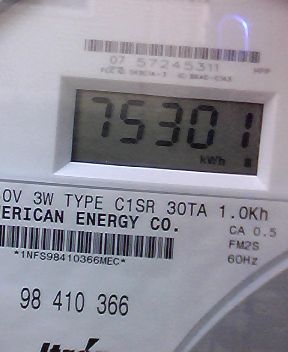 07 57245311
75301
kWh
0V 3W TYPE C1SR 30TA 1.0Kh
ERICAN ENERGY CO.
CA 0.5
FM2S
*1NFS98410366MEC*
60Hz
98 410 366